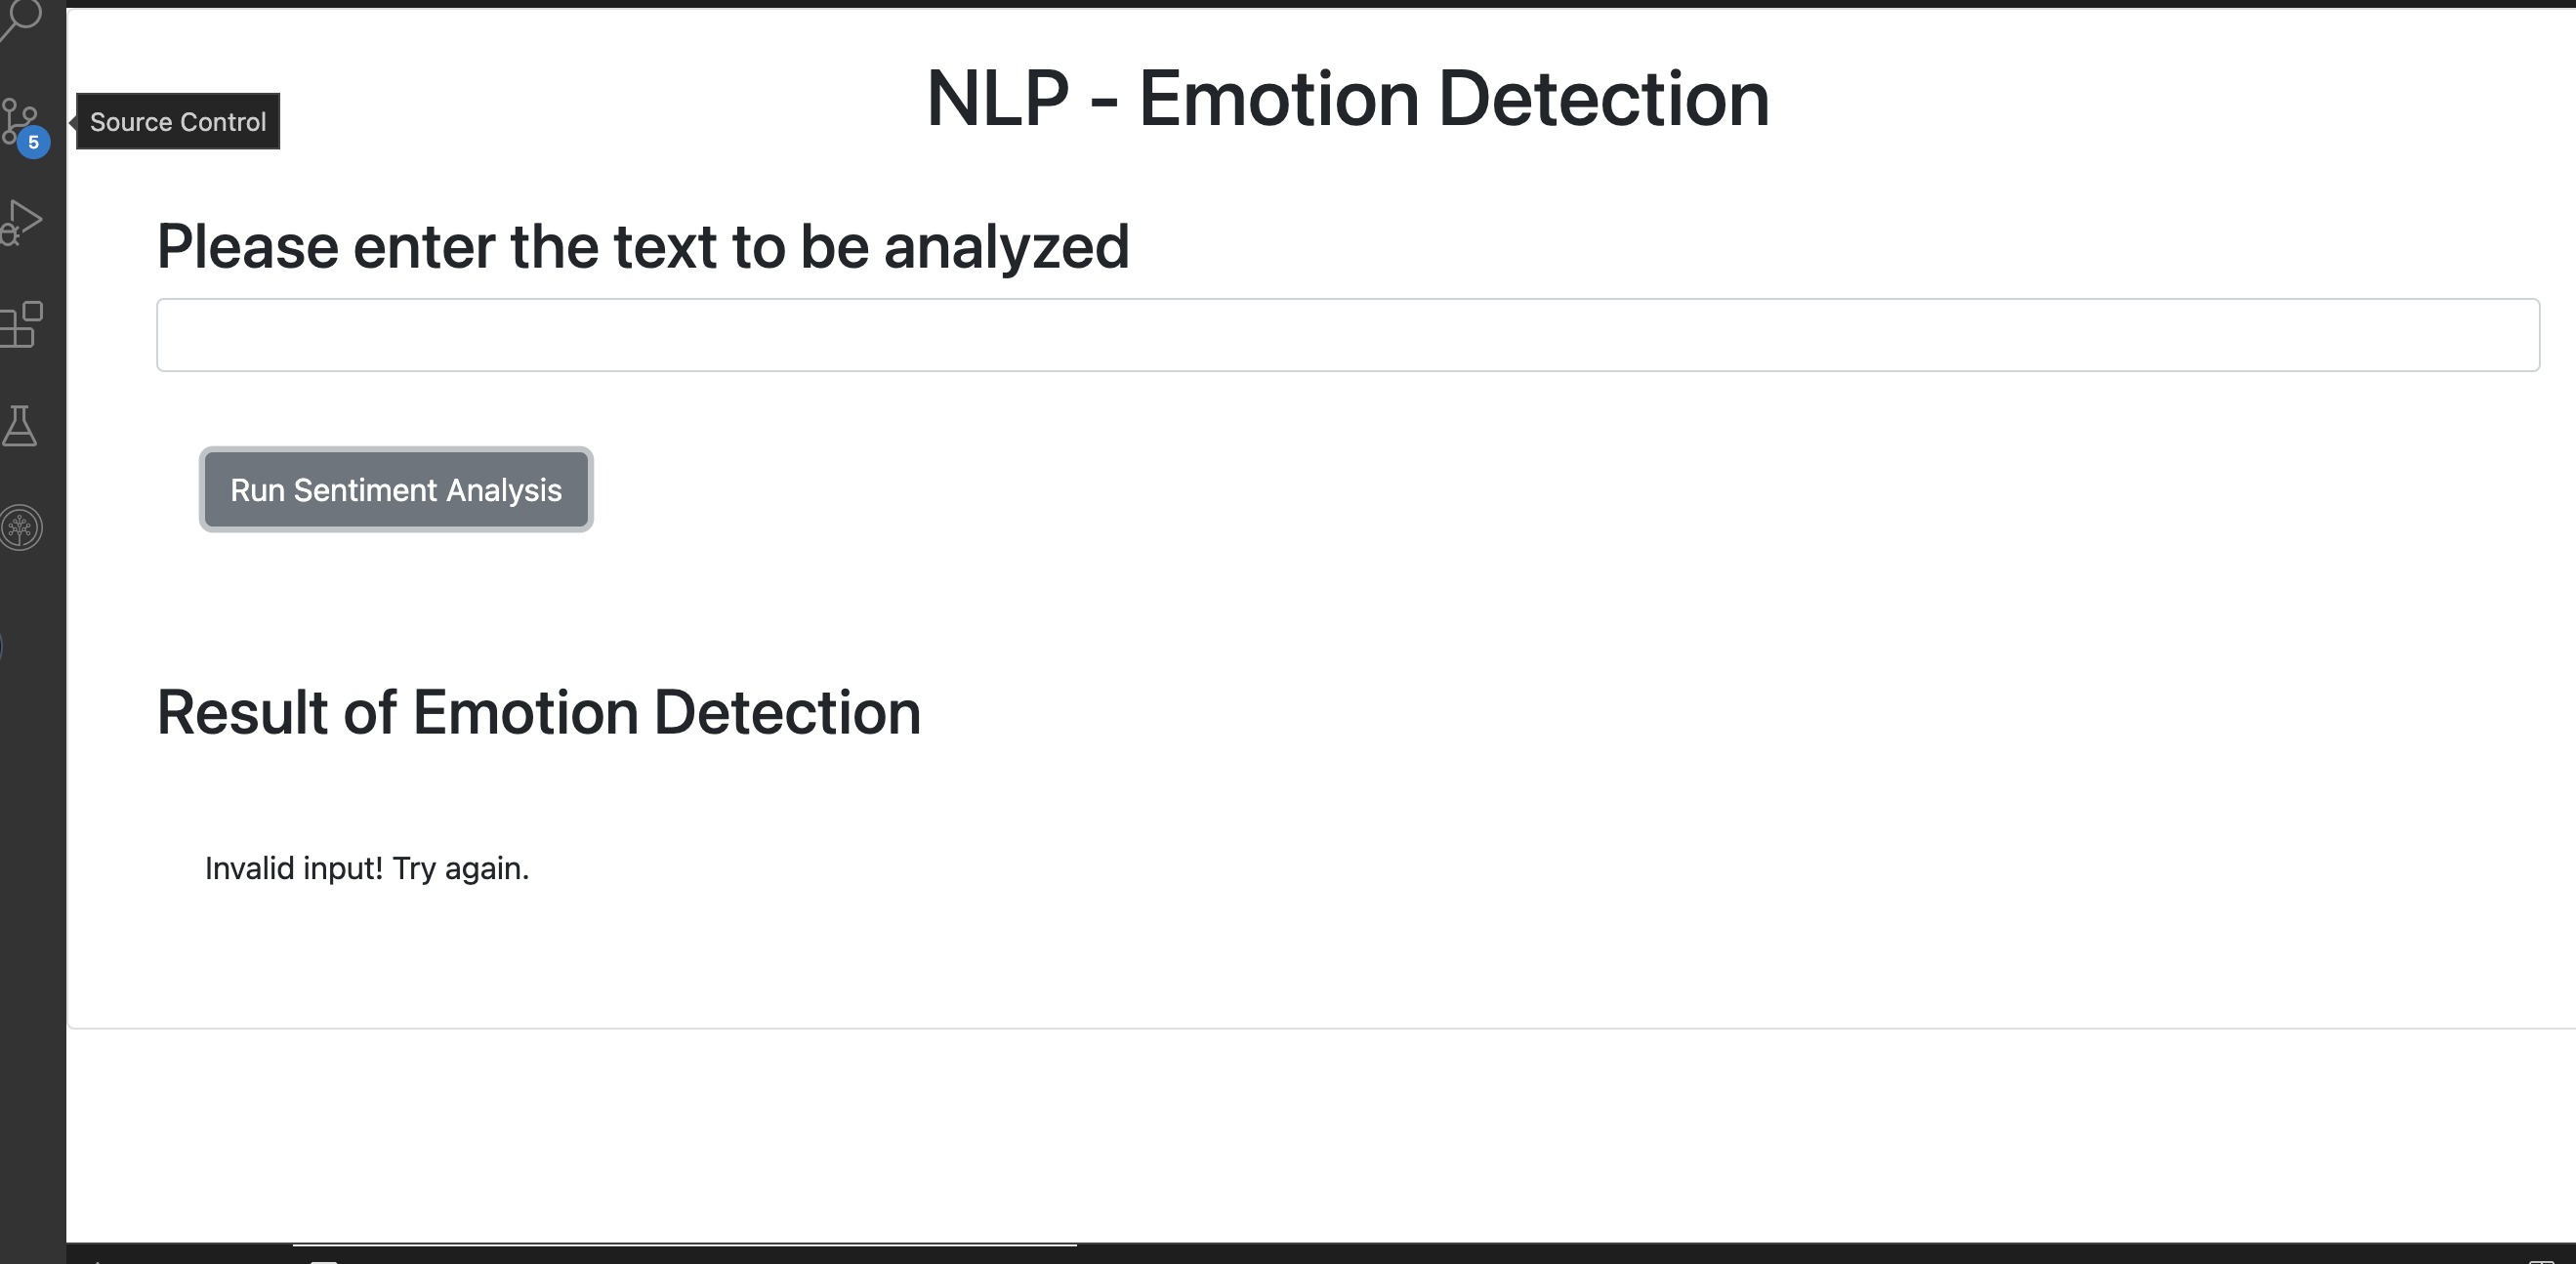 NLP - Emotion Detection
Source Control
5
Please enter the text to be analyzed
Run Sentiment Analysis
Result of Emotion Detection
Invalid input! Try again.